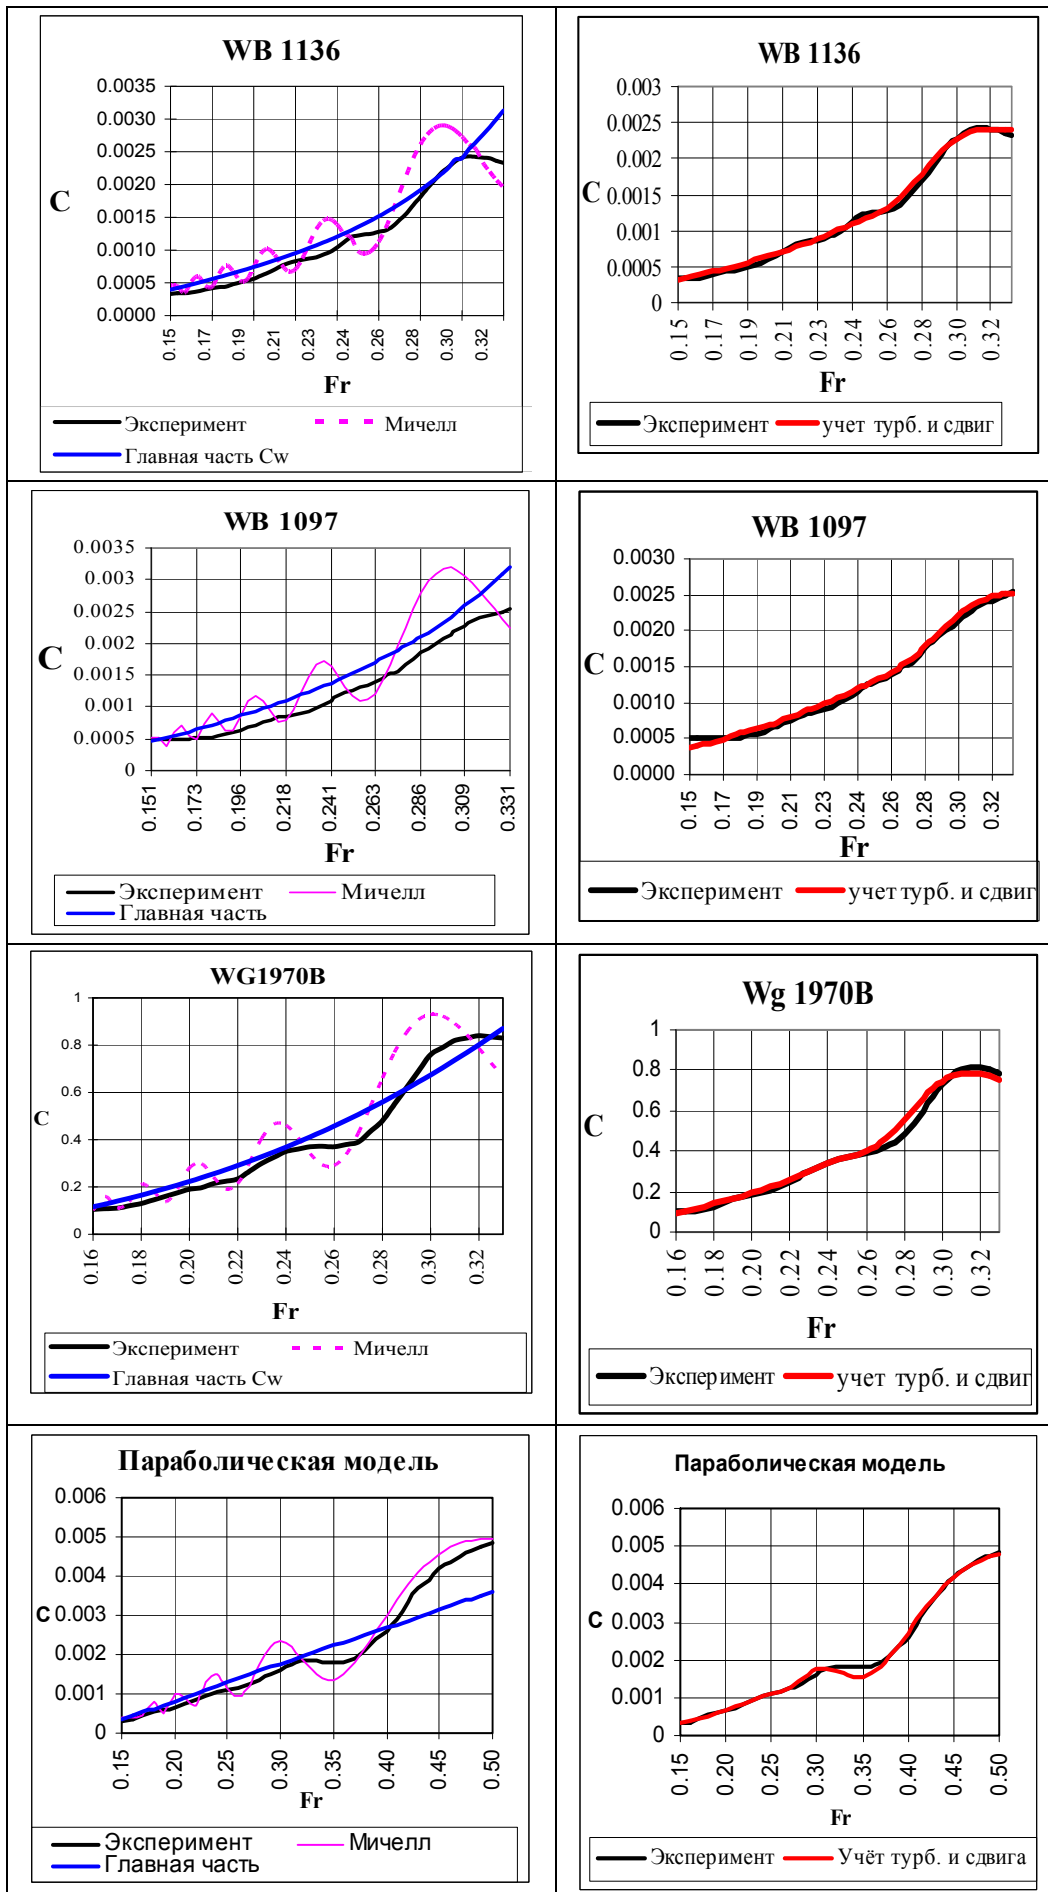 WB 1136
0.0035
0.0030
0.0025
0.0020
0.0015
0.0010
0.0005
0.0000
C
0.15 0.17 0.19 0.21 0.23 0.24 0.26 0.28 0.30 0.32
Fr
Эксперимент Мичелл
Главная часть Cw
WB 1136
0.003
0.0025
0.002
0.0015
0.001
0.0005
0
C
0.15 0.17 0.19 0.21 0.23 0.24 0.26 0.28 0.30 0.32
Fr
Эксперимент учет турб. и сдвиг
WB 1097
0.0035
0.003
0.0025
0.002
0.0015
0.001
0.0005
0
C
0.151 0.173 0.196 0.218 0.241 0.263 0.286 0.309 0.331
Fr
Эксперимент Мичелл
Главная часть
WB 1097
0.0030
0.0025
0.0020
0.0015
0.0010
0.0005
0.0000
C
0.15 0.17 0.19 0.21 0.23 0.24 0.26 0.28 0.30 0.32
Fr
Эксперимент учет турб. и сдвиг
WG1970B
1
0.8
0.6
0.4
0.2
0
C
0.16 0.18 0.20 0.22 0.24 0.26 0.28 0.30 0.32
Fr
Эксперимент Мичелл
Главная часть Cw
Wg 1970B
1
0.8
0.6
0.4
0.2
0
C
0.16 0.18 0.20 0.22 0.24 0.26 0.28 0.30 0.32
Fr
Эксперимент учет турб. и сдвиг
Параболическая модель
0.006
0.005
0.004
0.003
0.002
0.001
0
C
0.15 0.20 0.25 0.30 0.35 0.40 0.45 0.50
Fr
Эксперимент Мичелл
Главная часть
Параболическая модель
0.006
0.005
0.004
0.003
0.002
0.001
0
C
0.15 0.20 0.25 0.30 0.35 0.40 0.45 0.50
Fr
Эксперимент Учёт турб. и сдвига